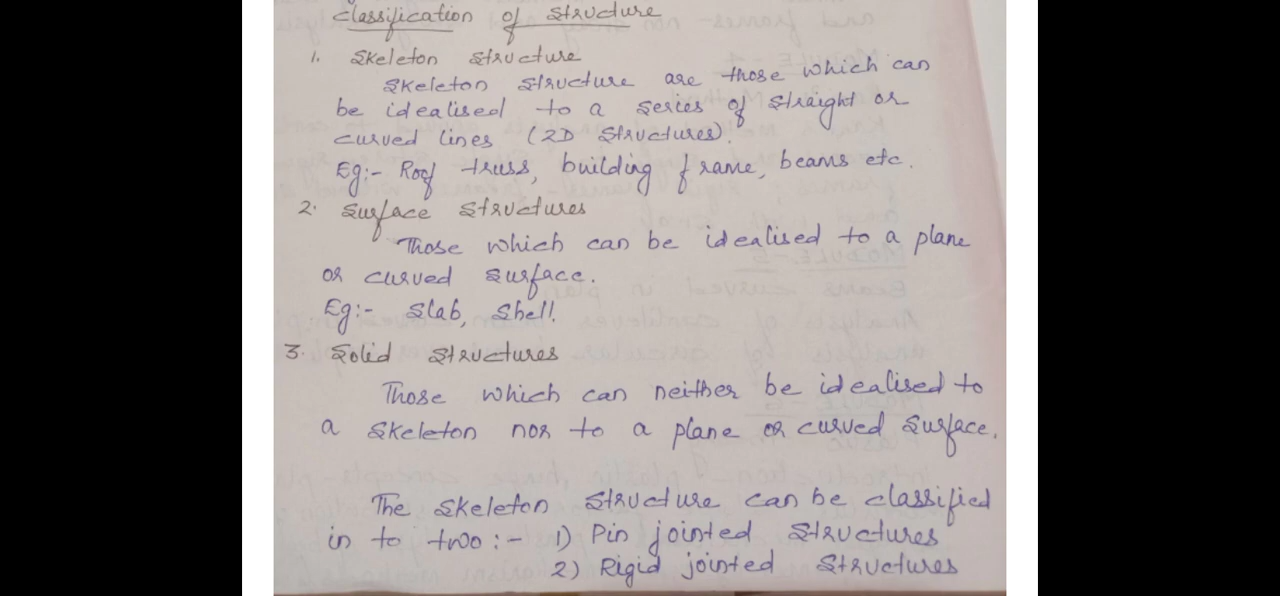 Classification of Structure
1. Skeleton Structure
Skeleton Structure are those which can
be idealised to a series of straight or
curved lines (2D Structures).
Eg:- Roof truss, building frame, beams etc.
2. Surface Structures
Those which can be idealised to a plane
or curved surface.
Eg:- Slab, Shell.
3. Solid Structures
Those which can neither be idealised to
a skeleton nor to a plane or curved surface.
The skeleton structure can be classified
in to two :- 1) Pin jointed Structures
2) Rigid jointed Structures